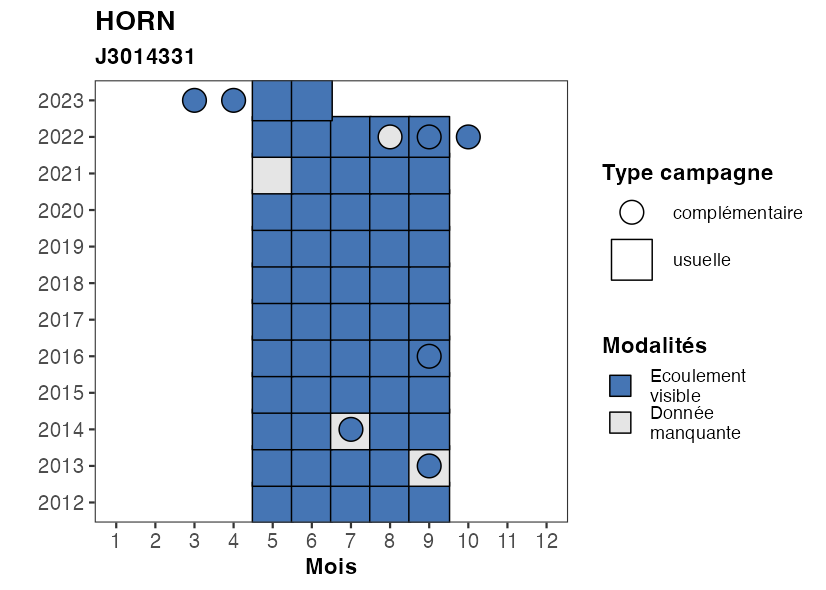 HORN
J3014331
2023
2022
2021
2020
2019
2018
2017
2016
2015
2014
2013
2012
1 2 3 4 5 6 7 8 9 10 11 12
Mois
Type campagne
complémentaire
usuelle
Modalités
Ecoulement
visible
Donnée
manquante